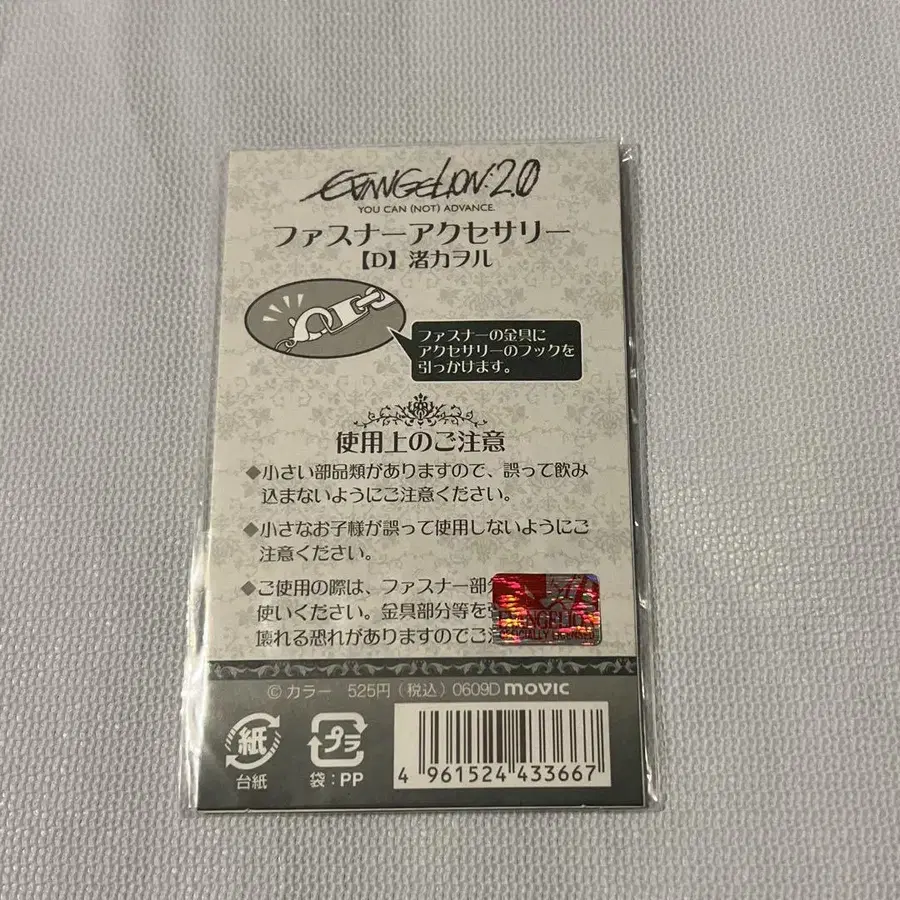 EVANGELION:2.0
YOU CAN (NOT) ADVANCE.
ファスナーアクセサリー
【D】渚カヲル
ファスナーの金具に
アクセサリーのフックを
引っかけます。
使用上のご注意
◆小さい部品類がありますので、誤って飲み
込まないようにご注意ください。
◆小さなお子様が誤って使用しないようにご
注意ください。
◆ご使用の際は、ファスナー部分
使いください。金具部分等を
壊れる恐れがありますのでご注
EVANGELION
OFFICIALLY LICENSED
©カラー 525円(税込) 0609D movic
紙
台紙
プラ
袋:PP
4 961524 433667